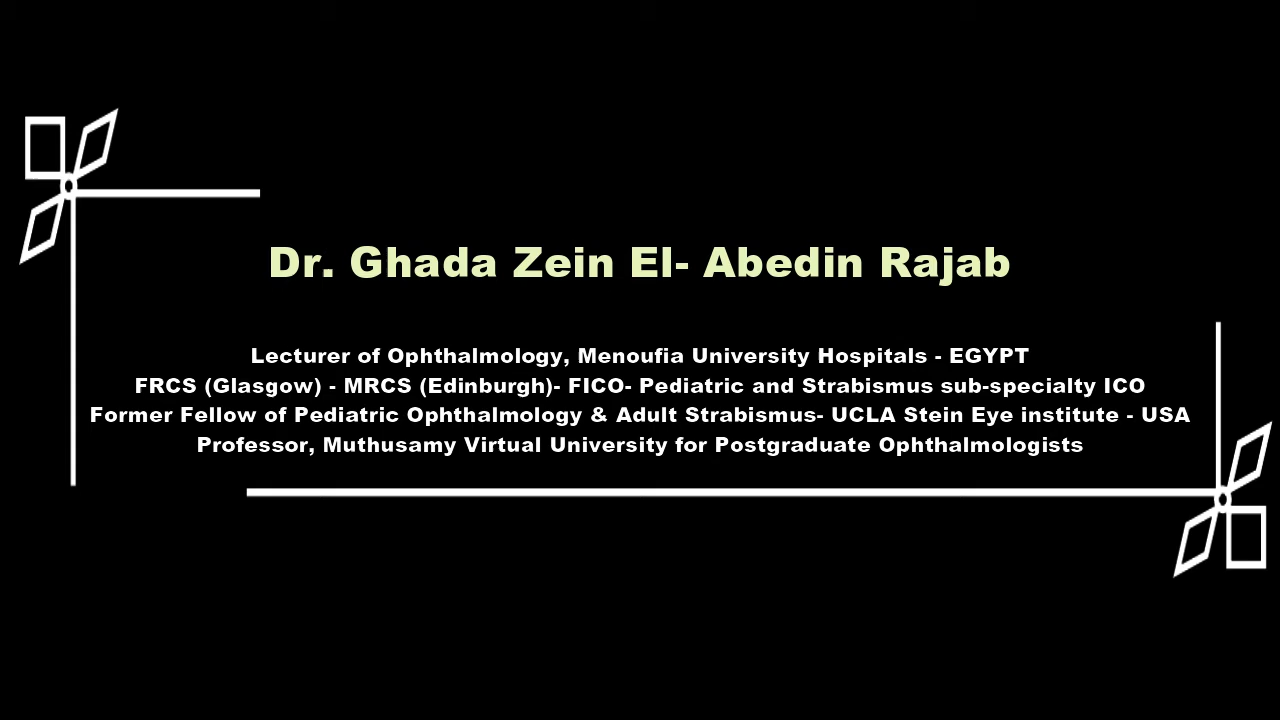 Dr. Ghada Zein El- Abedin Rajab
Lecturer of Ophthalmology, Menoufia University Hospitals - EGYPT
FRCS (Glasgow) - MRCS (Edinburgh)- FICO- Pediatric and Strabismus sub-specialty ICO
Former Fellow of Pediatric Ophthalmology & Adult Strabismus- UCLA Stein Eye institute - USA
Professor, Muthusamy Virtual University for Postgraduate Ophthalmologists